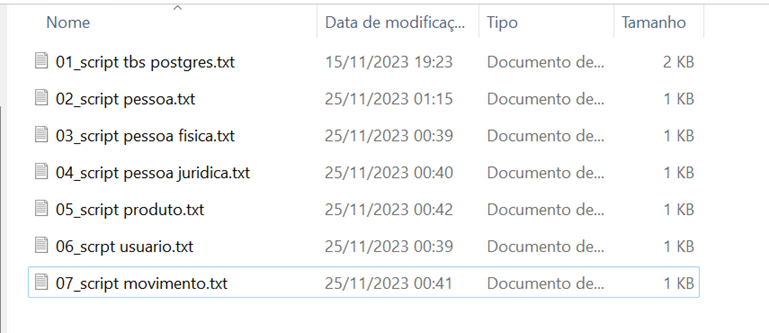 Nome Data de modificaç... Tipo Tamanho
01_script tbs postgres.txt 15/11/2023 19:23 Documento de... 2 KB
02_script pessoa.txt 25/11/2023 01:15 Documento de... 1 KB
03_script pessoa fisica.txt 25/11/2023 00:39 Documento de... 1 KB
04_script pessoa juridica.txt 25/11/2023 00:40 Documento de... 1 KB
05_script produto.txt 25/11/2023 00:42 Documento de... 1 KB
06_scrpt usuario.txt 25/11/2023 00:39 Documento de... 1 KB
07_script movimento.txt 25/11/2023 00:41 Documento de... 1 KB